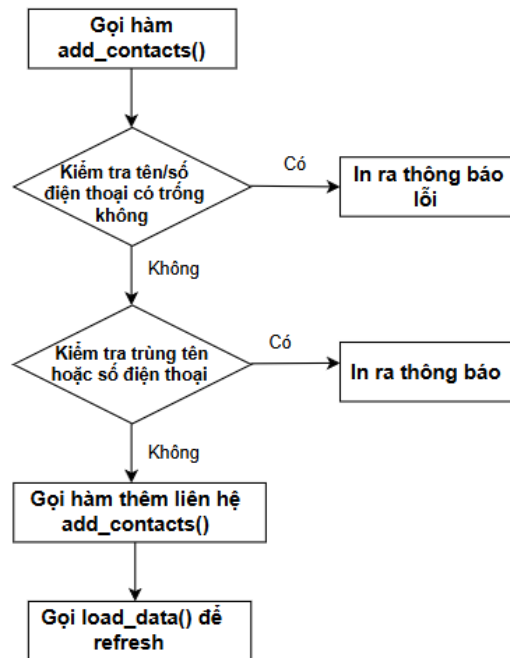 Gọi hàm
add_contacts()
Kiểm tra tên/số
điện thoại có trống
không
Có
In ra thông báo
lỗi
Không
Kiểm tra trùng tên
hoặc số điện thoại
Có
In ra thông báo
Không
Gọi hàm thêm liên hệ
add_contacts()
Gọi load_data() để
refresh